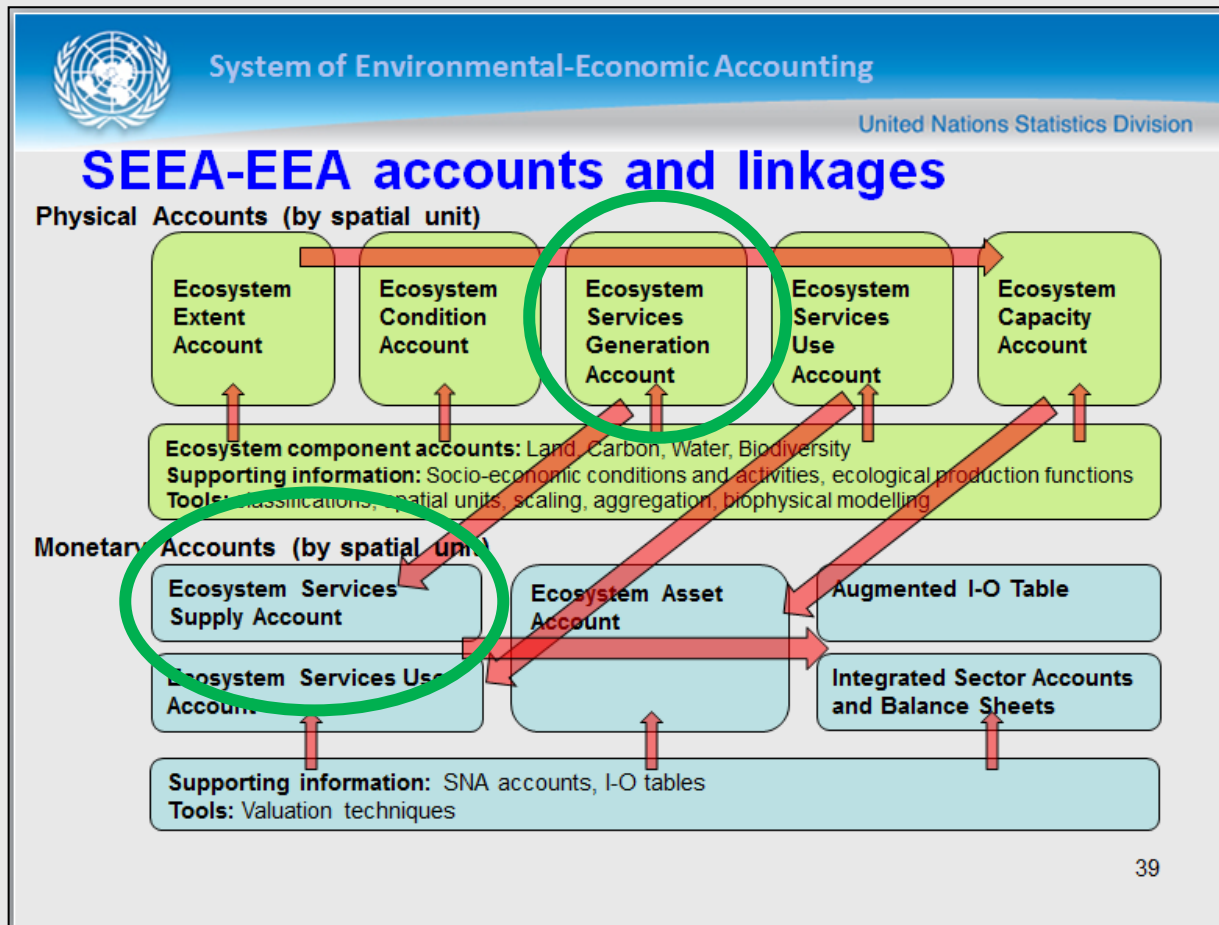 System of Environmental-Economic Accounting
United Nations Statistics Division
SEEA-EEA accounts and linkages
Physical Accounts (by spatial unit)
Ecosystem
Extent
Account
Ecosystem
Condition
Account
Ecosystem
Services
Generation
Account
Ecosystem
Services
Use
Account
Ecosystem
Capacity
Account
Ecosystem component accounts: Land, Carbon, Water, Biodiversity
Supporting information: Socio-economic conditions and activities, ecological production functions
Tools: classifications, spatial units, scaling, aggregation, biophysical modelling
Monetary Accounts (by spatial unit)
Ecosystem Services
Supply Account
Ecosystem Services Use
Account
Ecosystem Asset
Account
Augmented I-O Table
Integrated Sector Accounts
and Balance Sheets
Supporting information: SNA accounts, I-O tables
Tools: Valuation techniques
39